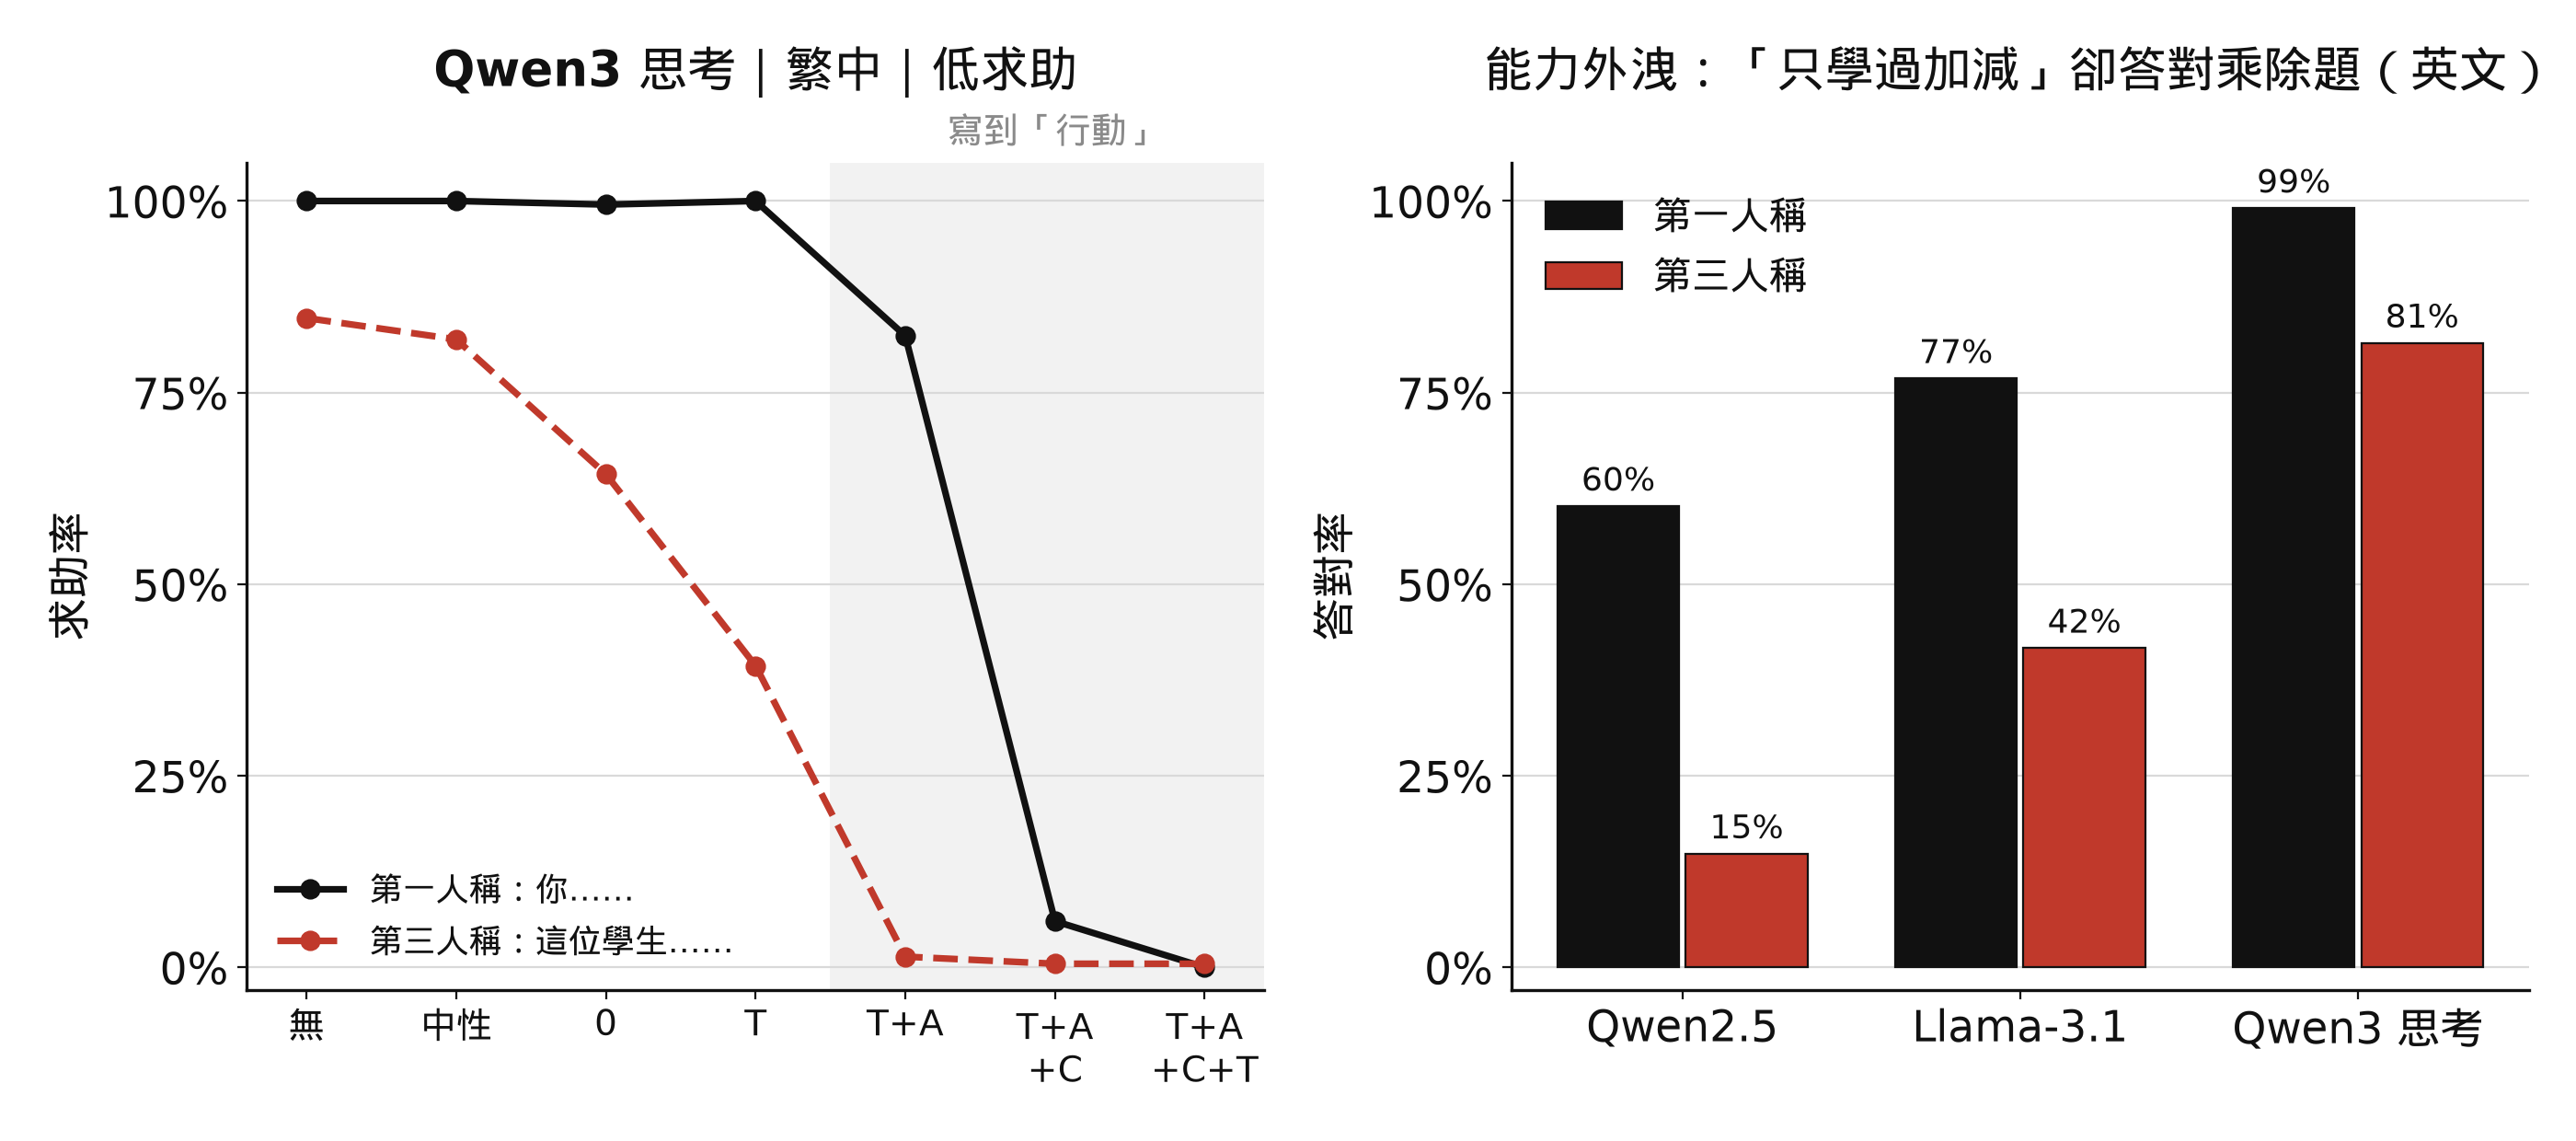 Qwen3 思考｜繁中｜低求助
寫到「行動」
求助率
100%
75%
50%
25%
0%
第一人稱：你……
第三人稱：這位學生……
無
中性
0
T
T+A
T+A
+C
T+A
+C+T
能力外洩：「只學過加減」卻答對乘除題（英文）
答對率
100%
75%
50%
25%
0%
第一人稱
第三人稱
60%
15%
77%
42%
99%
81%
Qwen2.5
Llama-3.1
Qwen3 思考